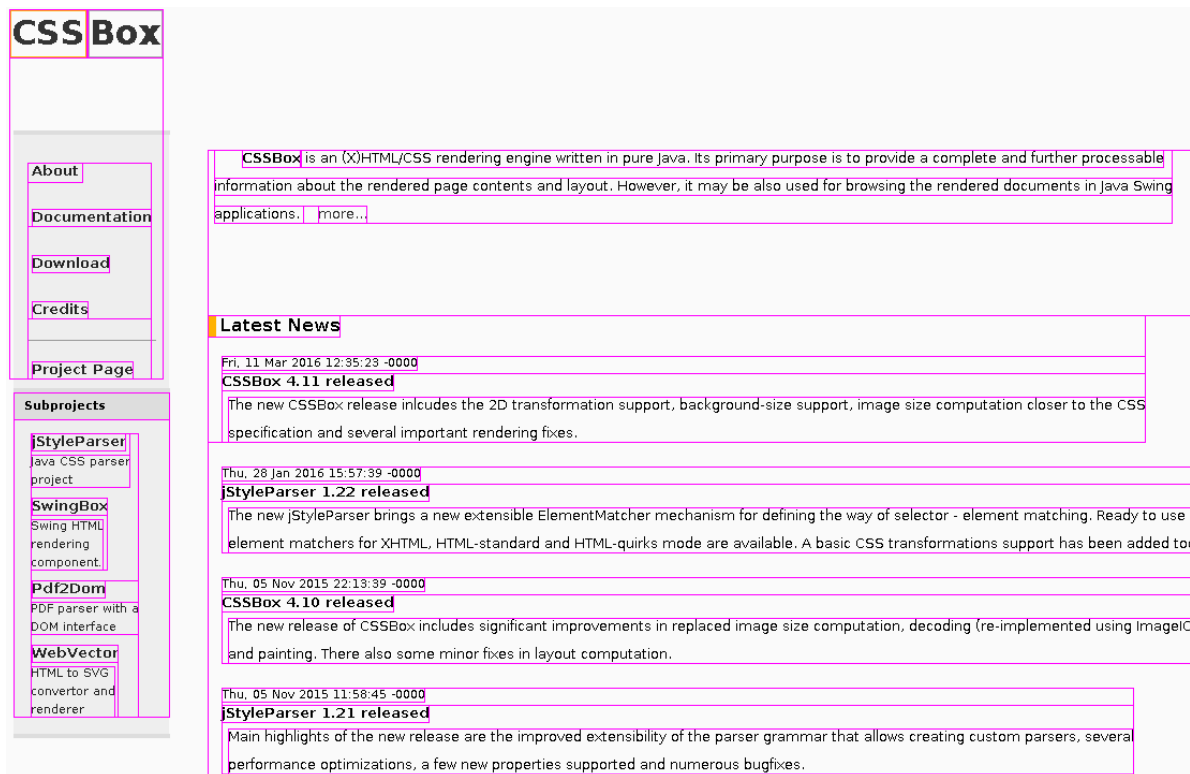 CSSBox
About
Documentation
Download
Credits
Project Page
Subprojects
jStyleParser
Java CSS parser
project
SwingBox
Swing HTML
rendering
component.
Pdf2Dom
PDF parser with a
DOM interface
WebVector
HTML to SVG
convertor and
renderer
CSSBox is an (X)HTML/CSS rendering engine written in pure Java. Its primary purpose is to provide a complete and further processable
information about the rendered page contents and layout. However, it may be also used for browsing the rendered documents in Java Swing
applications. more...
Latest News
Fri, 11 Mar 2016 12:35:23 -0000
CSSBox 4.11 released
The new CSSBox release inlcudes the 2D transformation support, background-size support, image size computation closer to the CSS
specification and several important rendering fixes.
Thu, 28 Jan 2016 15:57:39 -0000
jStyleParser 1.22 released
The new jStyleParser brings a new extensible ElementMatcher mechanism for defining the way of selector - element matching. Ready to use
element matchers for XHTML, HTML-standard and HTML-quirks mode are available. A basic CSS transformations support has been added
Thu, 05 Nov 2015 22:13:39 -0000
CSSBox 4.10 released
The new release of CSSBox includes significant improvements in replaced image size computation, decoding (re-implemented using
and painting. There also some minor fixes in layout computation.
Thu, 05 Nov 2015 11:58:45 -0000
jStyleParser 1.21 released
Main highlights of the new release are the improved extensibility of the parser grammar that allows creating custom parsers, several
performance optimizations, a few new properties supported and numerous bugfixes.